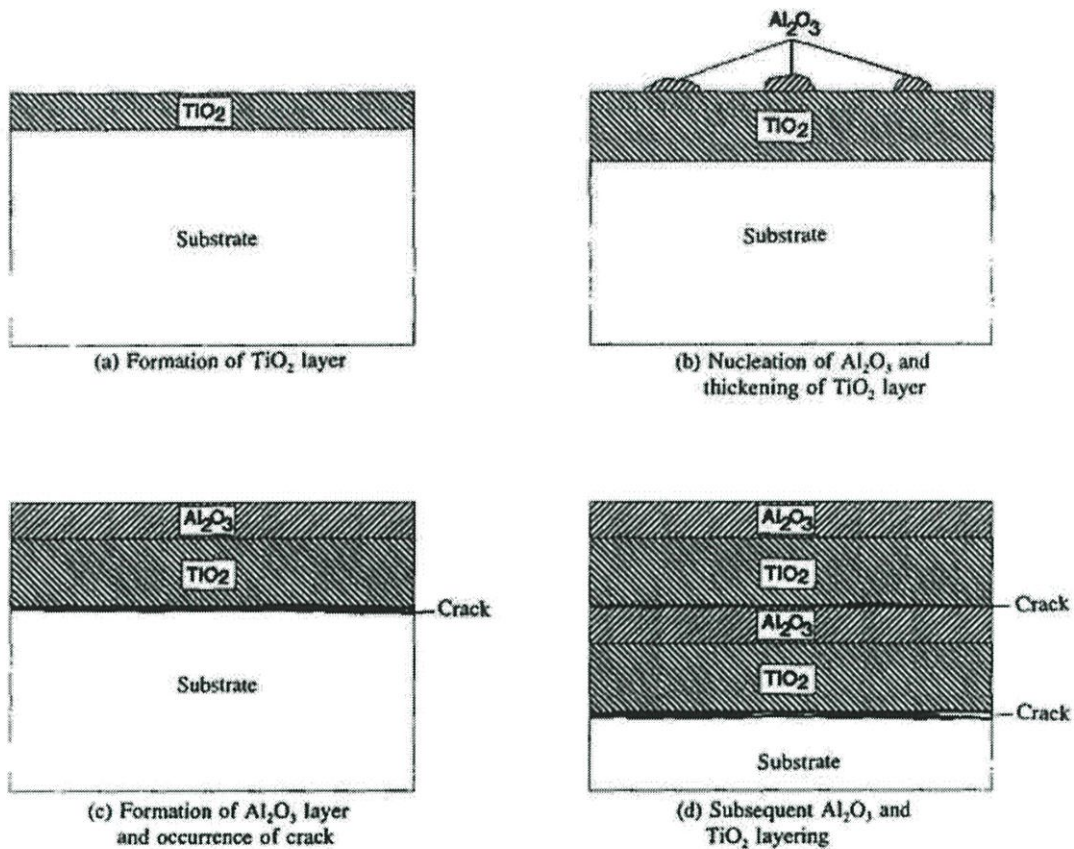 TiO₂
Substrate
(a) Formation of TiO₂ layer
Al₂O₃
TiO₂
Substrate
(b) Nucleation of Al₂O₃ and
thickening of TiO₂ layer
Al₂O₃
TiO₂
Crack
Substrate
(c) Formation of Al₂O₃ layer
and occurrence of crack
Al₂O₃
TiO₂
Crack
Al₂O₃
TiO₂
Crack
Substrate
(d) Subsequent Al₂O₃ and
TiO₂ layering